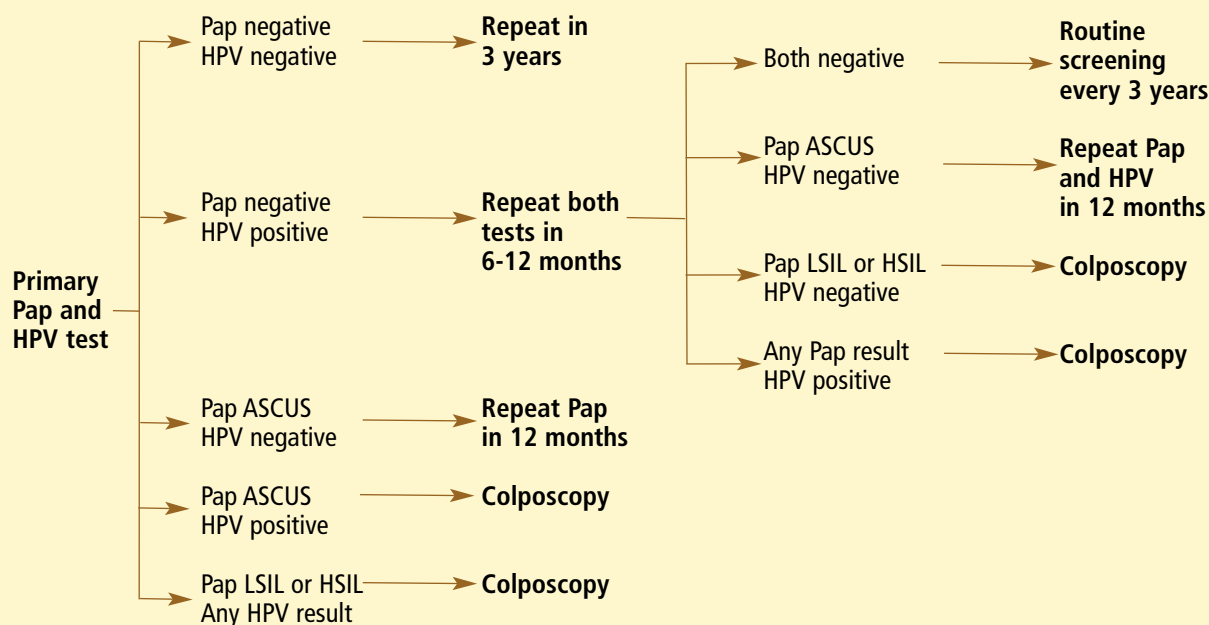 Primary
Pap and
HPV test
Pap negative
HPV negative
Repeat in
3 years
Pap negative
HPV positive
Repeat both
tests in
6-12 months
Both negative
Routine
screening
every 3 years
Pap ASCUS
HPV negative
Repeat Pap
and HPV
in 12 months
Pap LSIL or HSIL
HPV negative
Colposcopy
Any Pap result
HPV positive
Colposcopy
Pap ASCUS
HPV negative
Repeat Pap
in 12 months
Pap ASCUS
HPV positive
Colposcopy
Pap LSIL or HSIL
Any HPV result
Colposcopy